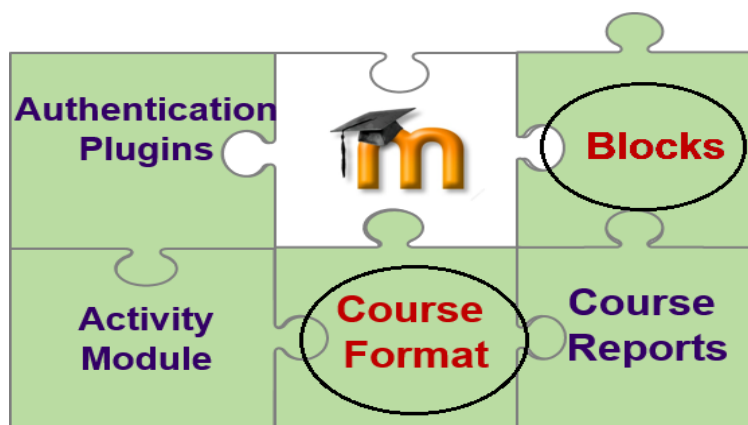 Authentication
Plugins
m
Blocks
Activity
Module
Course
Format
Course
Reports